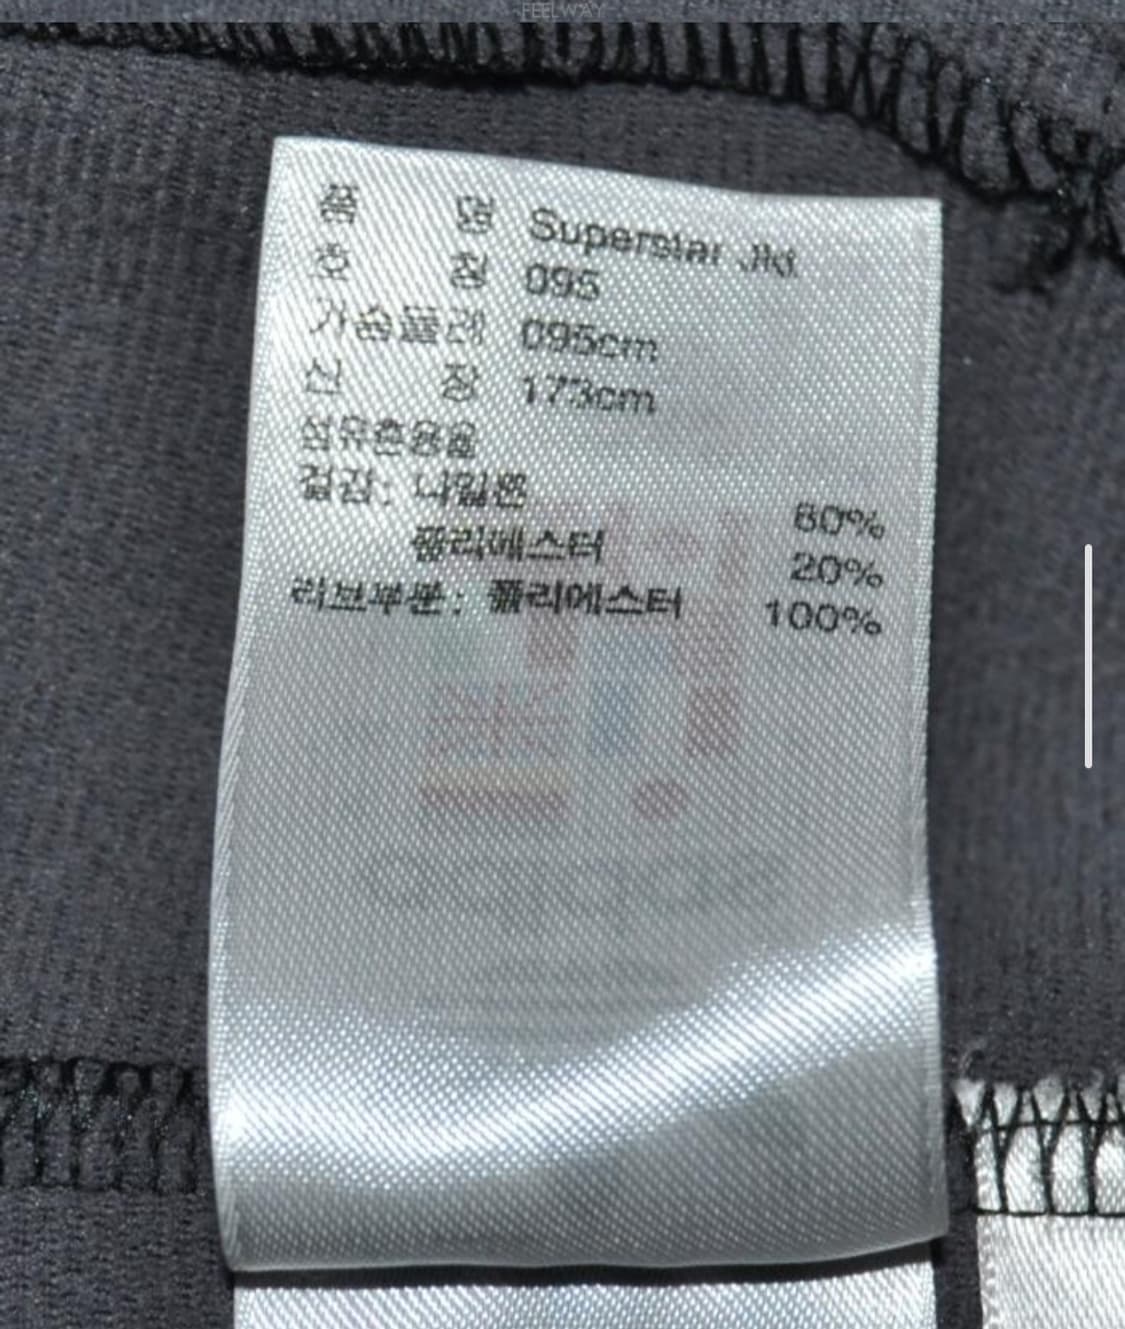 FEELWAY
품 명 Superstar Jkt
호 칭 095
가슴둘레 095cm
신 장 173cm
섬유혼용율
겉감: 나일론 80%
폴리에스터 20%
리브부분: 폴리에스터 100%